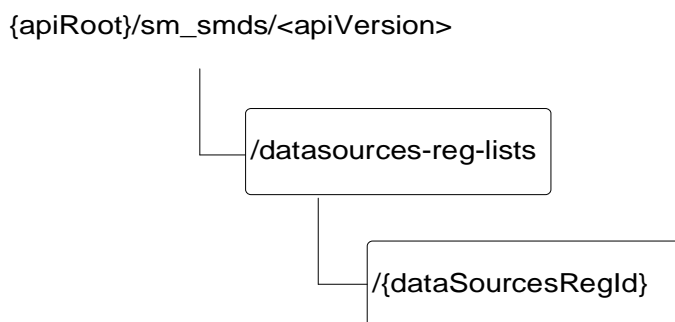 {apiRoot}/sm_smds/<apiVersion>
/datasources-reg-lists
/{dataSourcesRegId}